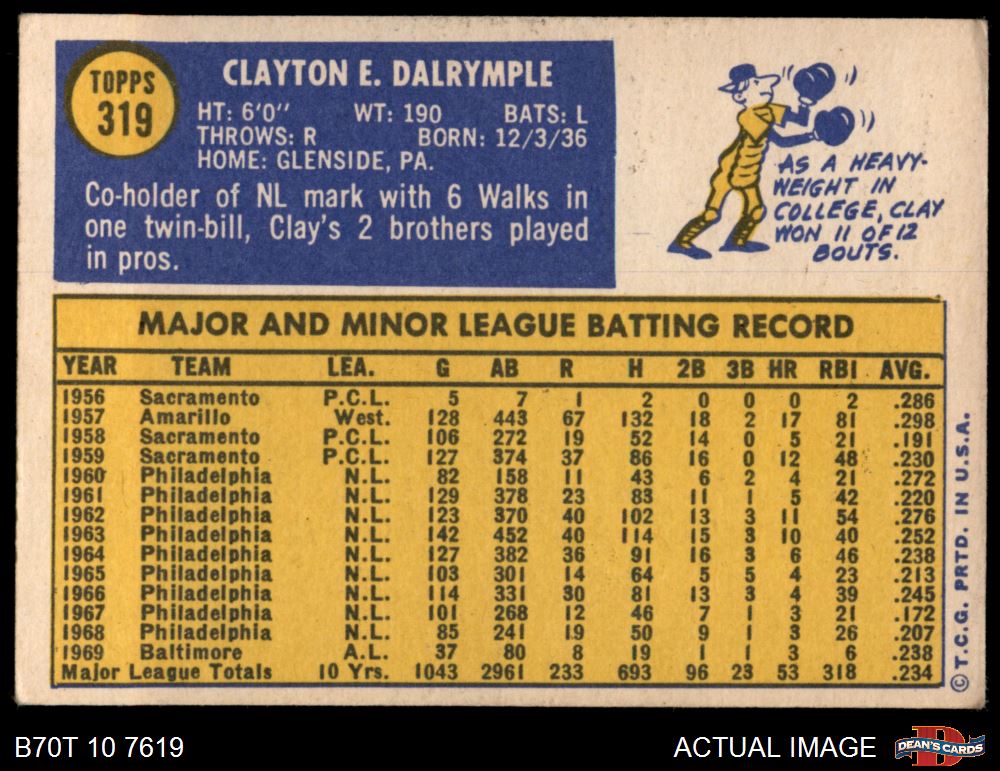 TOPPS
319
CLAYTON E. DALRYMPLE
HT: 6'0" WT: 190 BATS: L
THROWS: R BORN: 12/3/36
HOME: GLENSIDE, PA.
Co-holder of NL mark with 6 Walks in
one twin-bill, Clay's 2 brothers played
in pros.
AS A HEAVY-
WEIGHT IN
COLLEGE, CLAY
WON 11 OF 12
BOUTS.
MAJOR AND MINOR LEAGUE BATTING RECORD
YEAR TEAM LEA. G AB R H 2B 3B HR RBI AVG.
1956 Sacramento P.C.L. 5 7 1 2 0 0 0 2 .286
1957 Amarillo West. 128 443 67 132 18 2 17 81 .298
1958 Sacramento P.C.L. 106 272 19 52 14 0 5 21 .191
1959 Sacramento P.C.L. 127 374 37 86 16 0 12 48 .230
1960 Philadelphia N.L. 82 158 11 43 6 2 4 21 .272
1961 Philadelphia N.L. 129 378 23 83 11 1 5 42 .220
1962 Philadelphia N.L. 123 370 40 102 13 3 11 54 .276
1963 Philadelphia N.L. 142 452 40 114 15 3 10 40 .252
1964 Philadelphia N.L. 127 382 36 91 16 3 6 46 .238
1965 Philadelphia N.L. 103 301 14 64 5 5 4 23 .213
1966 Philadelphia N.L. 114 331 30 81 13 3 4 39 .245
1967 Philadelphia N.L. 101 268 12 46 7 1 3 21 .172
1968 Philadelphia N.L. 85 241 19 50 9 1 3 26 .207
1969 Baltimore A.L. 37 80 8 19 1 1 3 6 .238
Major League Totals 10 Yrs. 1043 2961 233 693 96 23 53 318 .234
© T.C.G. PRTD. IN U.S.A.
B70T 10 7619
ACTUAL IMAGE
D
DEAN'S CARDS